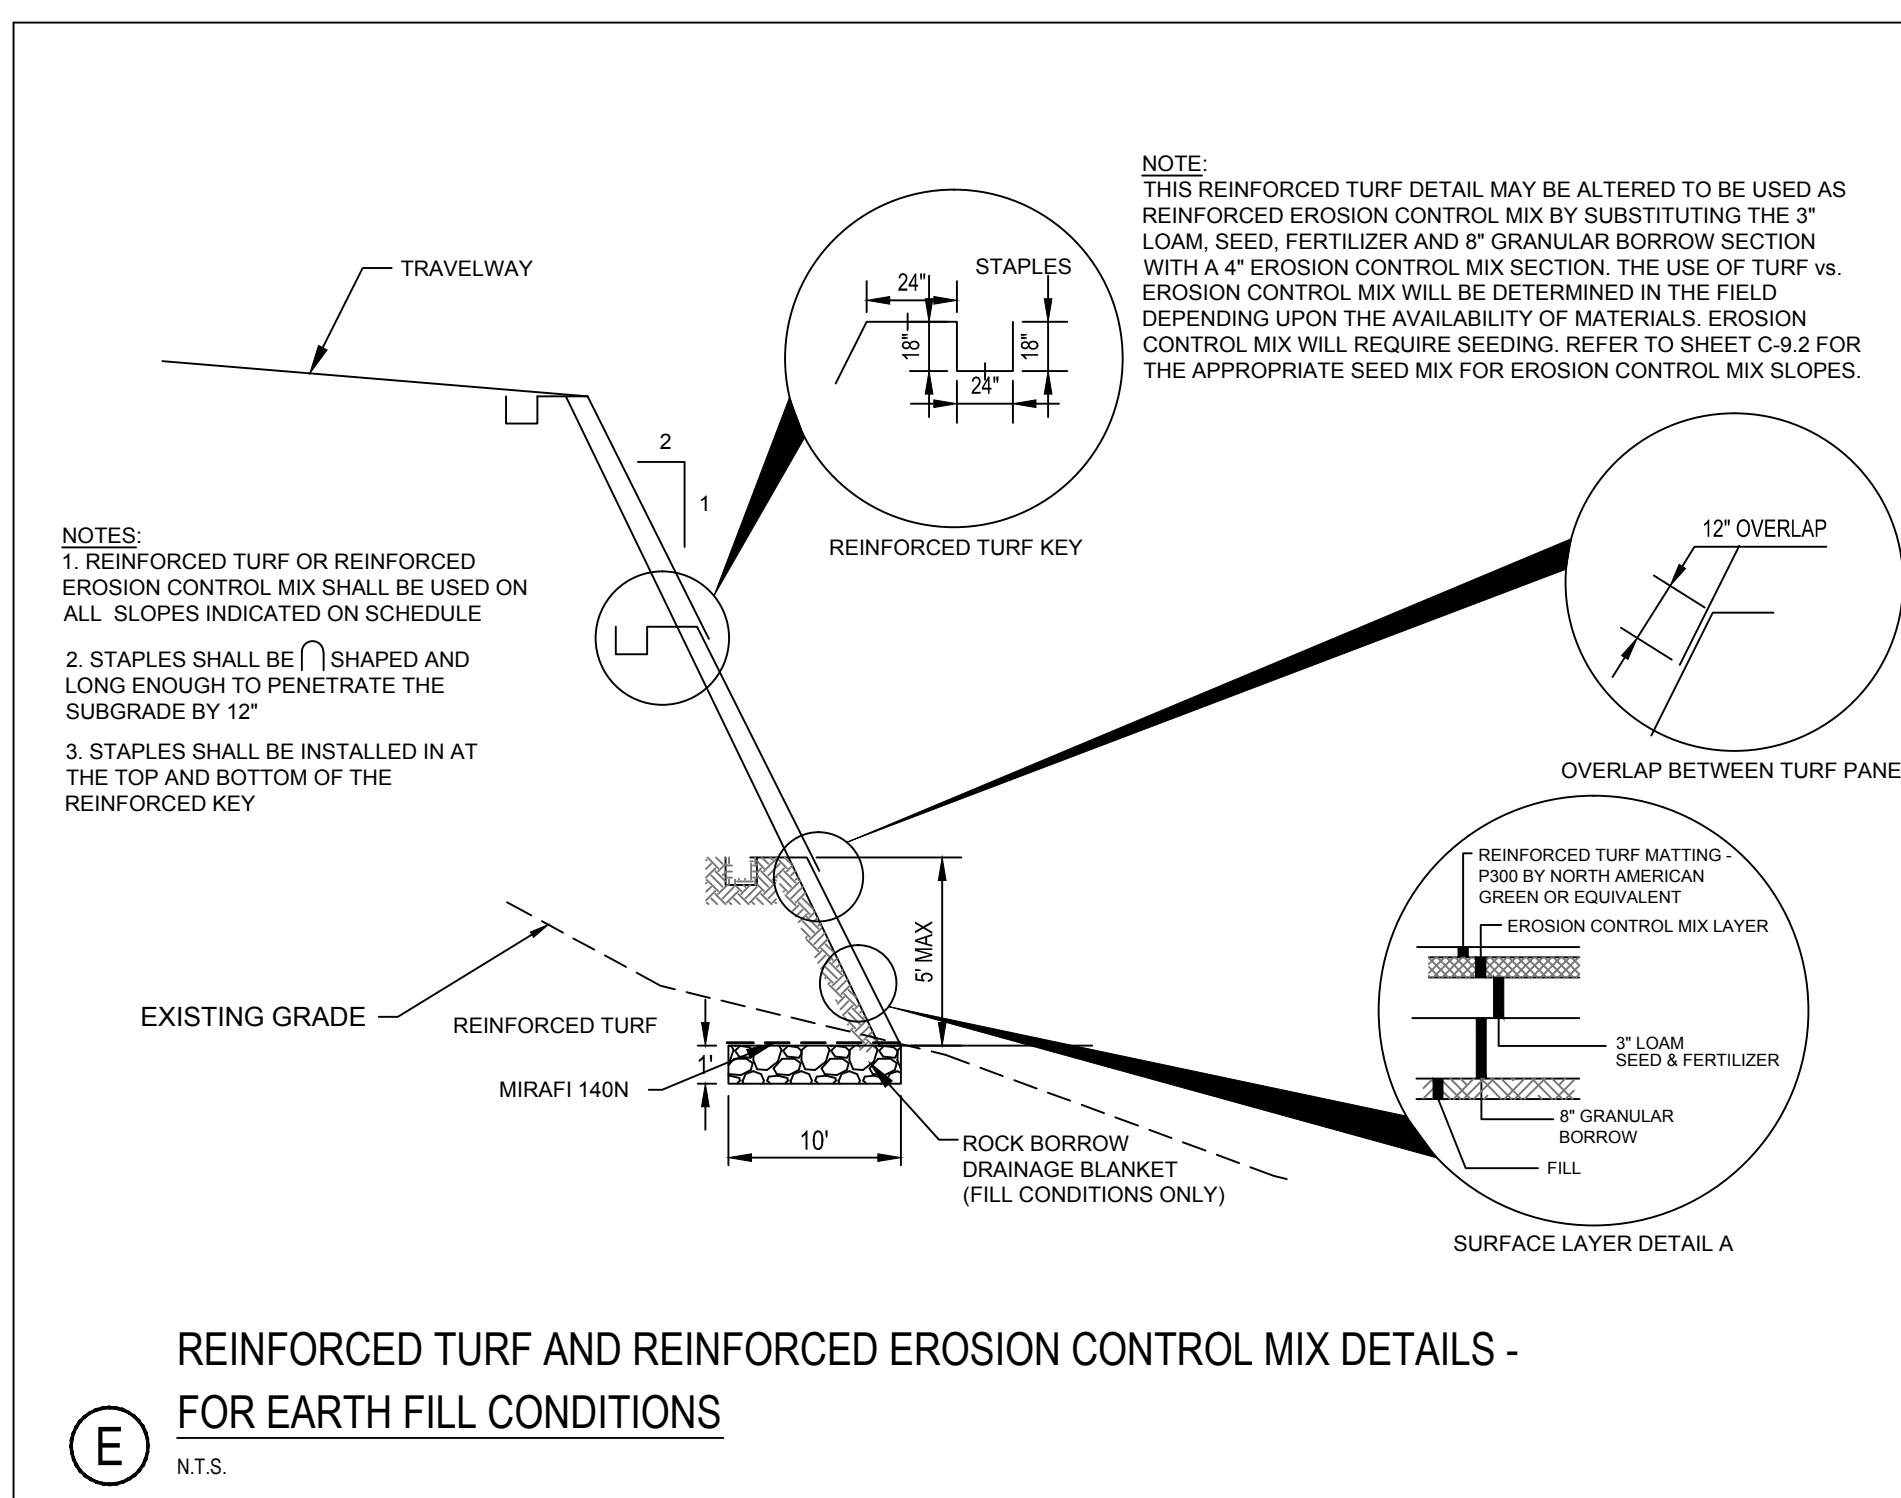 NOTE:
THIS REINFORCED TURF DETAIL MAY BE ALTERED TO BE USED AS
REINFORCED EROSION CONTROL MIX BY SUBSTITUTING THE 3"
LOAM, SEED, FERTILIZER AND 8" GRANULAR BORROW SECTION
WITH A 4" EROSION CONTROL MIX SECTION. THE USE OF TURF vs.
EROSION CONTROL MIX WILL BE DETERMINED IN THE FIELD
DEPENDING UPON THE AVAILABILITY OF MATERIALS. EROSION
CONTROL MIX WILL REQUIRE SEEDING. REFER TO SHEET C-9.2 FOR
THE APPROPRIATE SEED MIX FOR EROSION CONTROL MIX SLOPES.
TRAVELWAY
STAPLES
24"
18"
18"
24"
REINFORCED TURF KEY
2
1
NOTES:
1. REINFORCED TURF OR REINFORCED
EROSION CONTROL MIX SHALL BE USED ON
ALL SLOPES INDICATED ON SCHEDULE
2. STAPLES SHALL BE SHAPED AND
LONG ENOUGH TO PENETRATE THE
SUBGRADE BY 12"
3. STAPLES SHALL BE INSTALLED IN AT
THE TOP AND BOTTOM OF THE
REINFORCED KEY
12" OVERLAP
OVERLAP BETWEEN TURF PANE
REINFORCED TURF MATTING -
P300 BY NORTH AMERICAN
GREEN OR EQUIVALENT
EROSION CONTROL MIX LAYER
3" LOAM
SEED & FERTILIZER
8" GRANULAR
BORROW
FILL
SURFACE LAYER DETAIL A
5' MAX
EXISTING GRADE
REINFORCED TURF
1'
MIRAFI 140N
10'
ROCK BORROW
DRAINAGE BLANKET
(FILL CONDITIONS ONLY)
REINFORCED TURF AND REINFORCED EROSION CONTROL MIX DETAILS -
FOR EARTH FILL CONDITIONS
E
N.T.S.